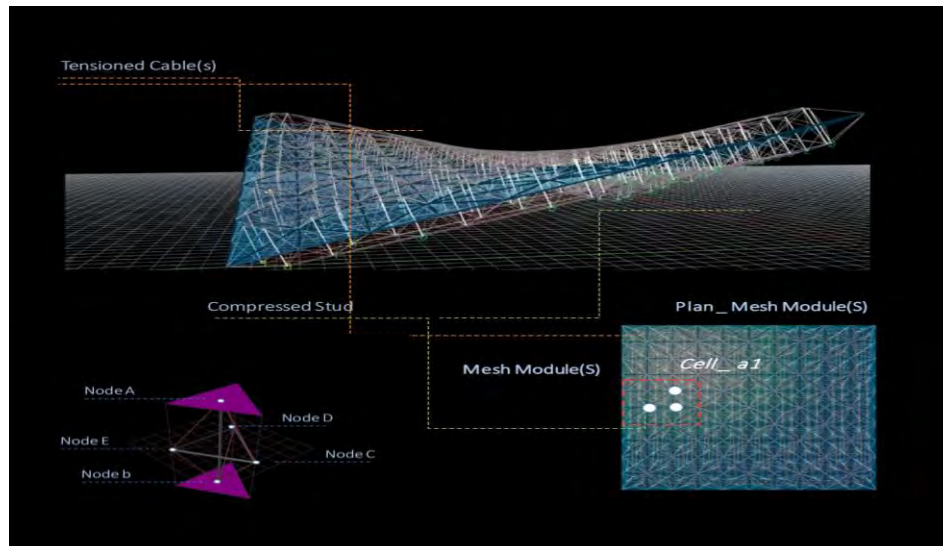 Tensioned Cable(s)
Compressed Stud
Plan_ Mesh Module(S)
Mesh Module(S)
Cell_ a1
Node A
Node D
Node E
Node C
Node b